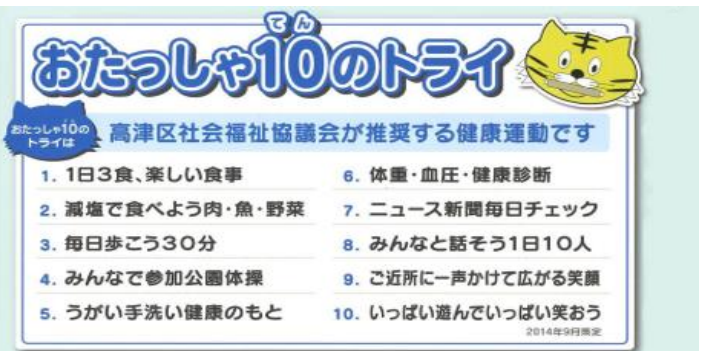 てん
おたっしゃ10のトライ
おたっしゃ10の
トライは
高津区社会福祉協議会が推奨する健康運動です
1. 1日3食、楽しい食事
2. 減塩で食べよう肉・魚・野菜
3. 毎日歩こう30分
4. みんなで参加公園体操
5. うがい手洗い健康のもと
6. 体重・血圧・健康診断
7. ニュース新聞毎日チェック
8. みんなと話そう1日10人
9. ご近所に一声かけて広がる笑顔
10. いっぱい遊んでいっぱい笑おう
2014年9月策定